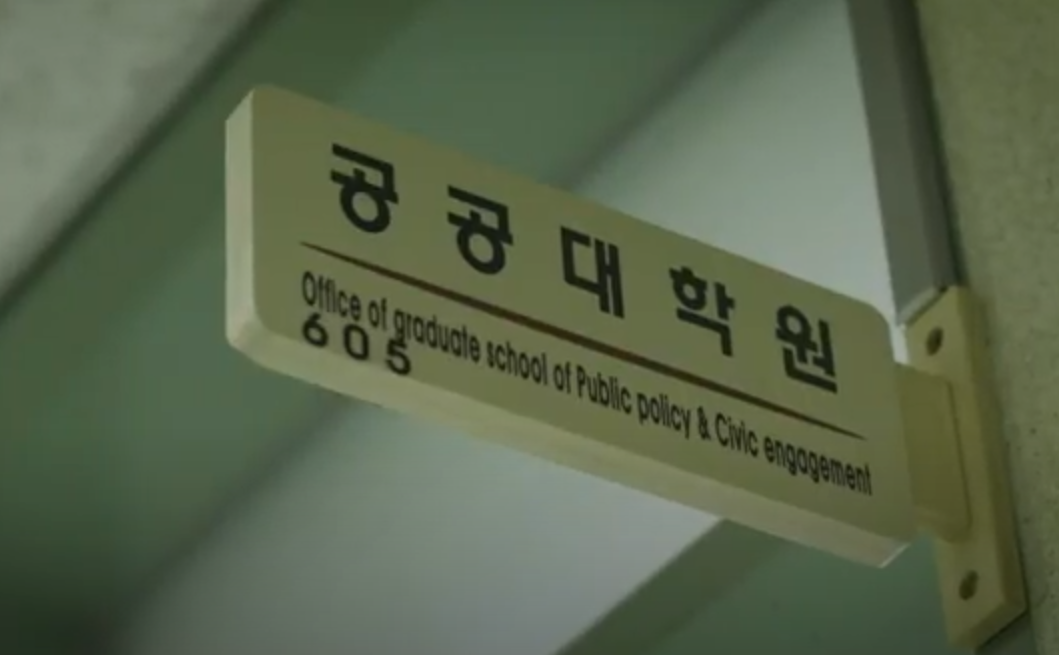 공공대학원
Office of graduate school of Public policy & Civic engagement
605